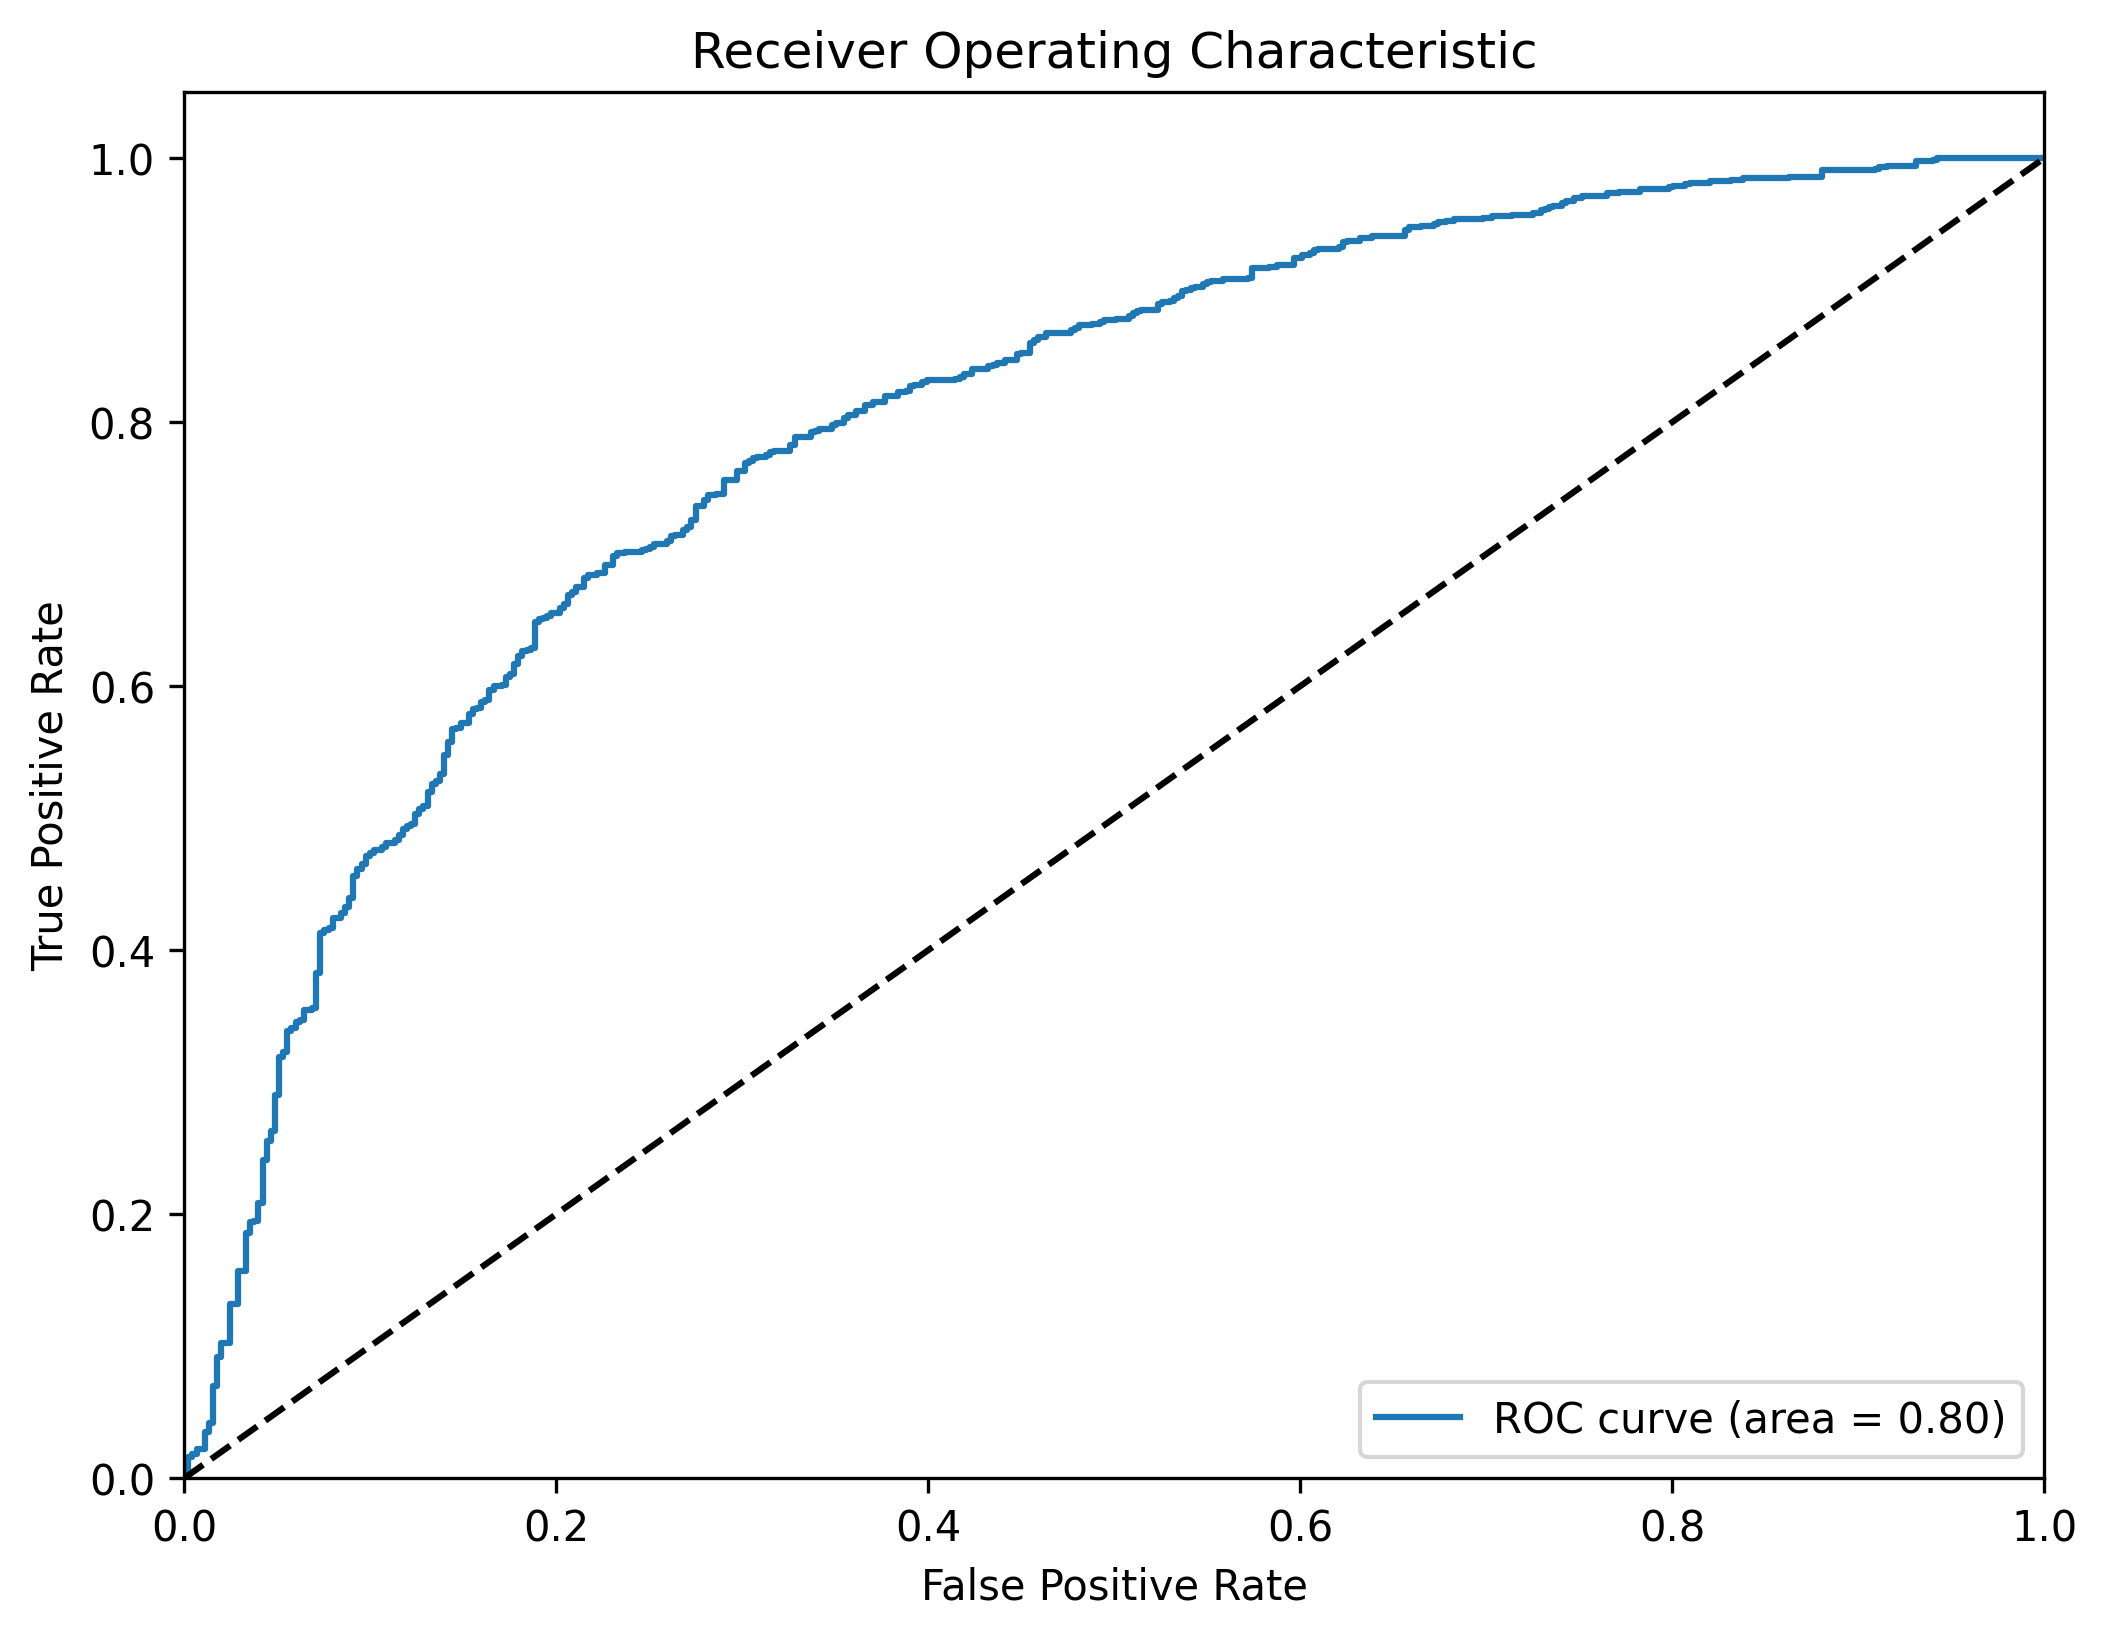 Receiver Operating Characteristic
1.0
0.8
0.6
0.4
0.2
0.0
True Positive Rate
0.0 0.2 0.4 0.6 0.8 1.0
False Positive Rate
ROC curve (area = 0.80)